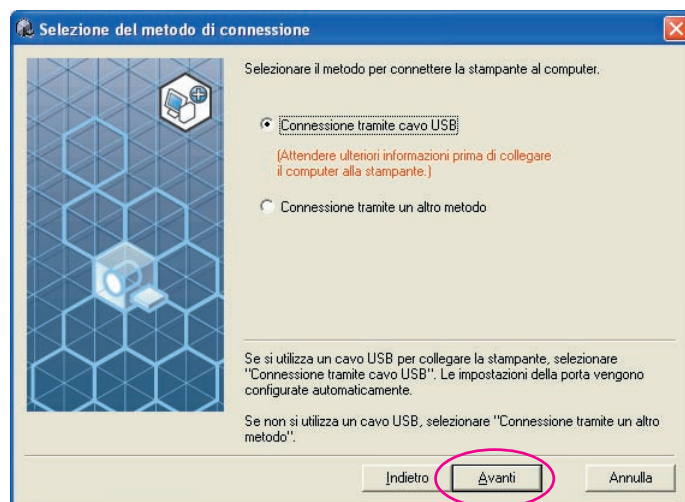 Selezione del metodo di connessione
Selezionare il metodo per connettere la stampante al computer.
Connessione tramite cavo USB
(Attendere ulteriori informazioni prima di collegare
il computer alla stampante.)
Connessione tramite un altro metodo
Se si utilizza un cavo USB per collegare la stampante, selezionare
"Connessione tramite cavo USB". Le impostazioni della porta vengono
configurate automaticamente.
Se non si utilizza un cavo USB, selezionare "Connessione tramite un altro
metodo".
Indietro Avanti Annulla